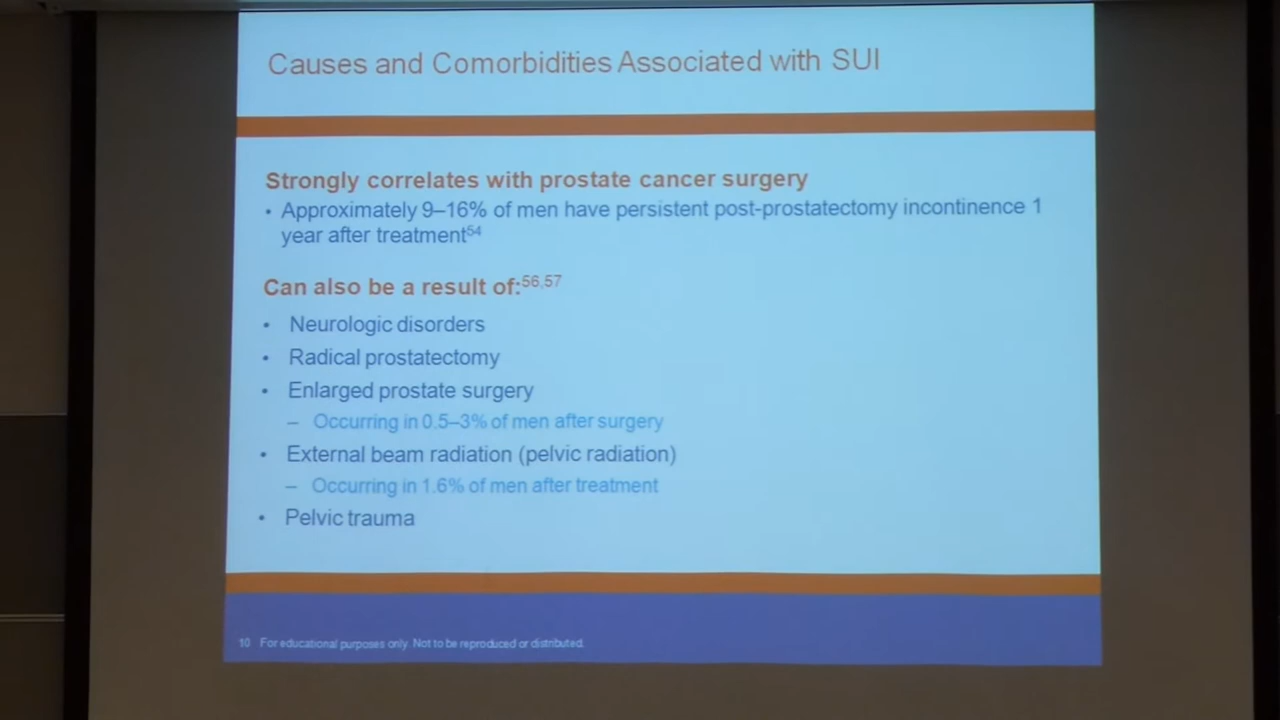 Causes and Comorbidities Associated with SUI
Strongly correlates with prostate cancer surgery
• Approximately 9–16% of men have persistent post-prostatectomy incontinence 1
year after treatment54
Can also be a result of:56,57
• Neurologic disorders
• Radical prostatectomy
• Enlarged prostate surgery
– Occurring in 0.5–3% of men after surgery
• External beam radiation (pelvic radiation)
– Occurring in 1.6% of men after treatment
• Pelvic trauma
10 For educational purposes only. Not to be reproduced or distributed.